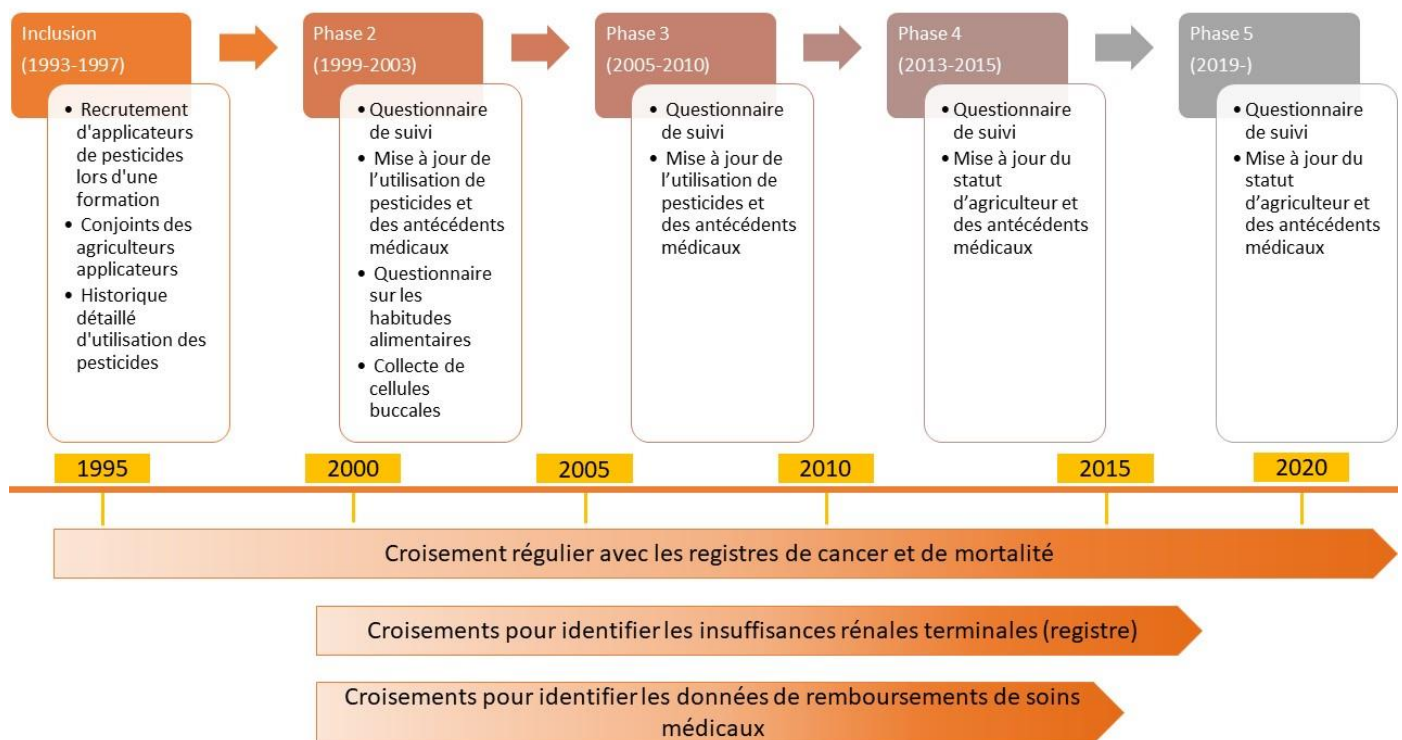 Inclusion
(1993-1997)
• Recrutement
d'applicateurs
de pesticides
lors d'une
formation
• Conjoints des
agriculteurs
applicateurs
• Historique
détaillé
d'utilisation des
pesticides
Phase 2
(1999-2003)
• Questionnaire
de suivi
• Mise à jour de
l’utilisation de
pesticides et
des antécédents
médicaux
• Questionnaire
sur les
habitudes
alimentaires
• Collecte de
cellules
buccales
Phase 3
(2005-2010)
• Questionnaire
de suivi
• Mise à jour de
l’utilisation de
pesticides et
des antécédents
médicaux
Phase 4
(2013-2015)
• Questionnaire
de suivi
• Mise à jour du
statut
d’agriculteur et
des antécédents
médicaux
Phase 5
(2019-)
• Questionnaire
de suivi
• Mise à jour du
statut
d’agriculteur et
des antécédents
médicaux
1995
2000
2005
2010
2015
2020
Croisement régulier avec les registres de cancer et de mortalité
Croisements pour identifier les insuffisances rénales terminales (registre)
Croisements pour identifier les données de remboursements de soins
médicaux